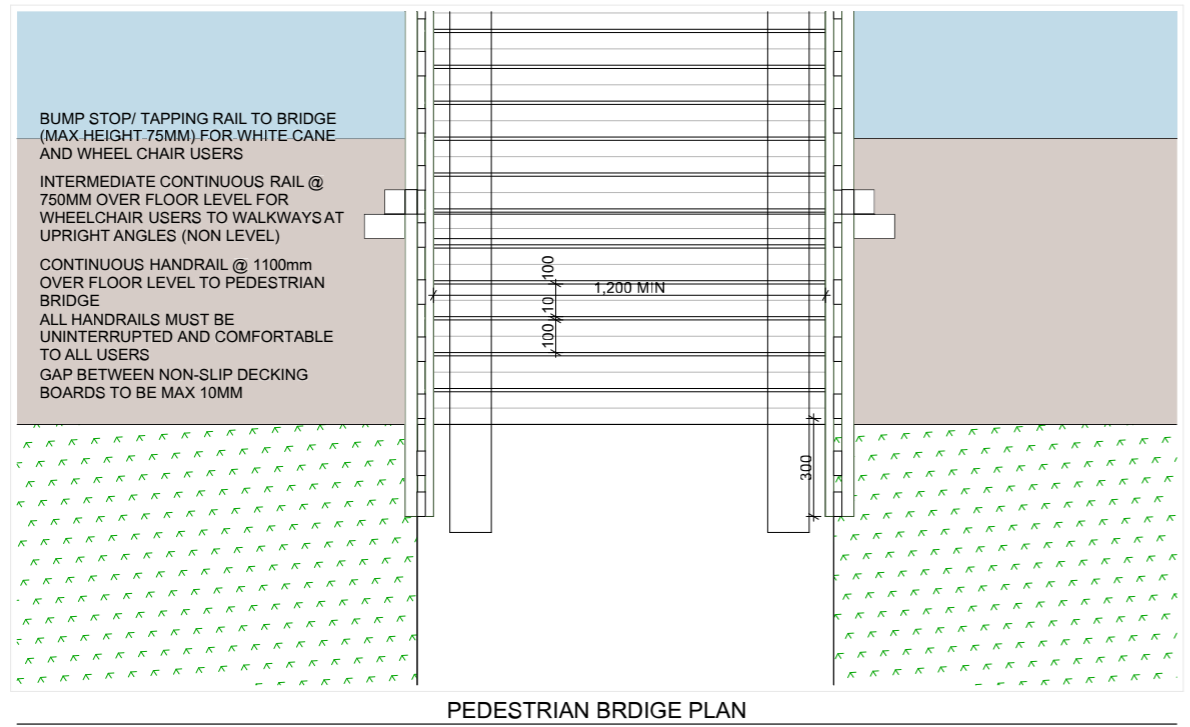 BUMP STOP/ TAPPING RAIL TO BRIDGE
(MAX HEIGHT 75MM) FOR WHITE CANE
AND WHEEL CHAIR USERS
INTERMEDIATE CONTINUOUS RAIL @
750MM OVER FLOOR LEVEL FOR
WHEELCHAIR USERS TO WALKWAYS AT
UPRIGHT ANGLES (NON LEVEL)
CONTINUOUS HANDRAIL @ 1100mm
OVER FLOOR LEVEL TO PEDESTRIAN
BRIDGE
ALL HANDRAILS MUST BE
UNINTERRUPTED AND COMFORTABLE
TO ALL USERS
GAP BETWEEN NON-SLIP DECKING
BOARDS TO BE MAX 10MM
100
1,200 MIN
10
100
300
PEDESTRIAN BRDIGE PLAN